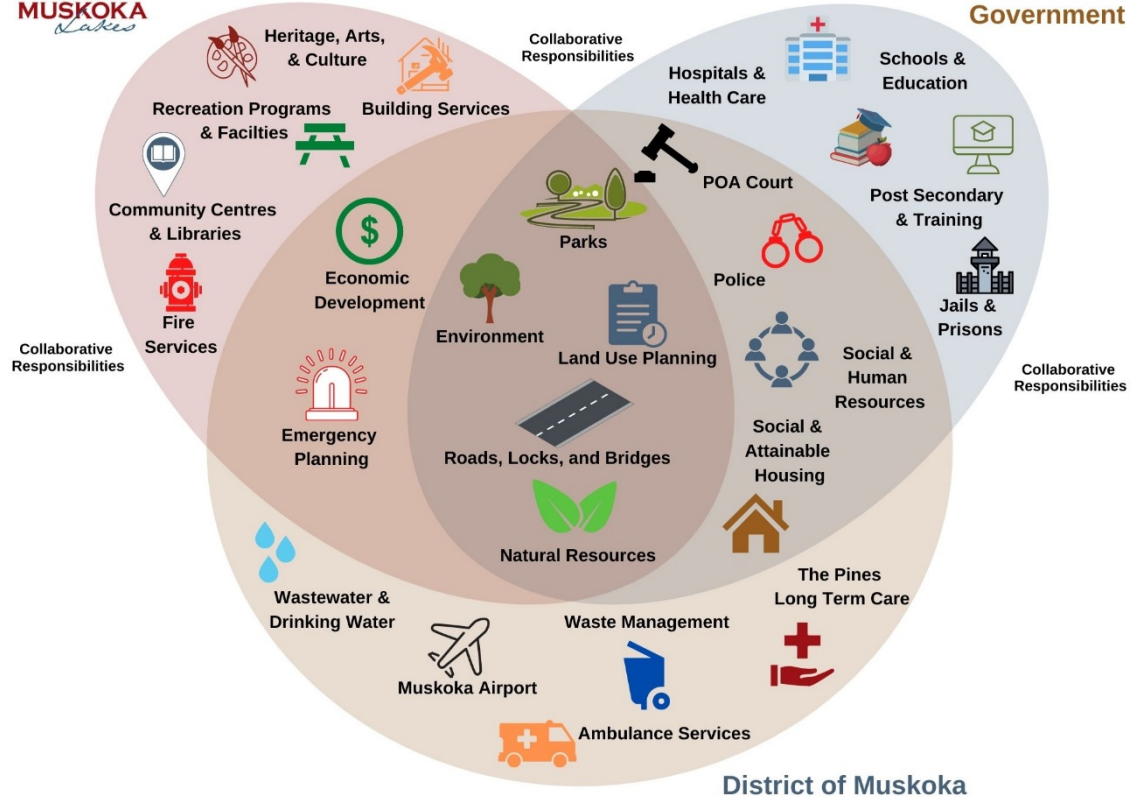 MUSKOKA
Lakes
Government
Heritage, Arts,
& Culture
Building Services
Recreation Programs
& Facilties
Community Centres
& Libraries
Fire
Services
Collaborative
Responsibilities
Hospitals &
Health Care
Schools &
Education
Post Secondary
& Training
Jails &
Prisons
POA Court
Police
Social &
Human
Resources
Social &
Attainable
Housing
Parks
Environment
Land Use Planning
Roads, Locks, and Bridges
Natural Resources
$
Economic
Development
Emergency
Planning
Collaborative
Responsibilities
Collaborative
Responsibilities
Wastewater &
Drinking Water
Muskoka Airport
Waste Management
Ambulance Services
The Pines
Long Term Care
District of Muskoka